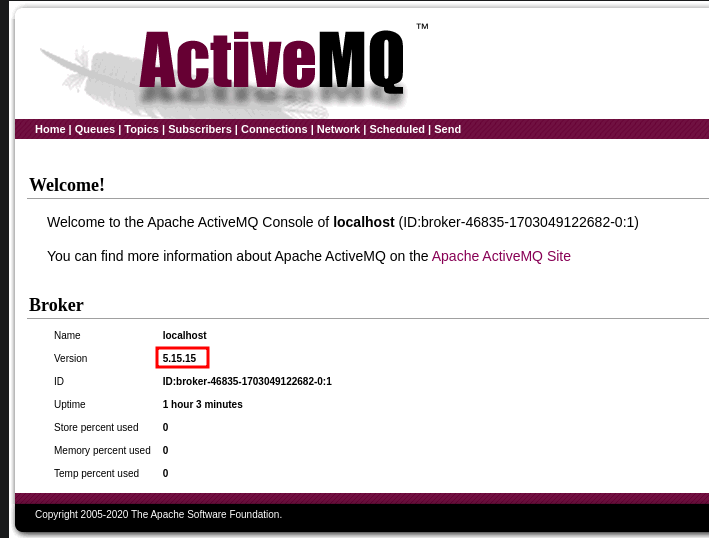 ActiveMQ ™
Home | Queues | Topics | Subscribers | Connections | Network | Scheduled | Send
Welcome!
Welcome to the Apache ActiveMQ Console of localhost (ID:broker-46835-1703049122682-0:1)
You can find more information about Apache ActiveMQ on the Apache ActiveMQ Site
Broker
Name localhost
Version 5.15.15
ID ID:broker-46835-1703049122682-0:1
Uptime 1 hour 3 minutes
Store percent used 0
Memory percent used 0
Temp percent used 0
Copyright 2005-2020 The Apache Software Foundation.